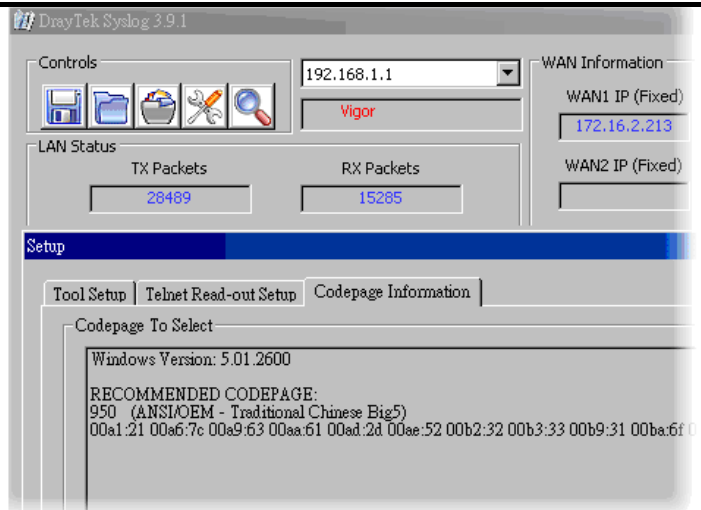 DrayTek Syslog 3.9.1
Controls
192.168.1.1
Vigor
WAN Information
WAN1 IP (Fixed)
172.16.2.213
WAN2 IP (Fixed)
LAN Status
TX Packets
RX Packets
28489
15285
Setup
Tool Setup
Telnet Read-out Setup
Codepage Information
Codepage To Select
Windows Version: 5.01.2600
RECOMMENDED CODEPAGE:
950 (ANSI/OEM - Traditional Chinese Big5)
00a1:21 00a6:7c 00a9:63 00aa:61 00ad:2d 00ae:52 00b2:32 00b3:33 00b9:31 00ba:6f 0